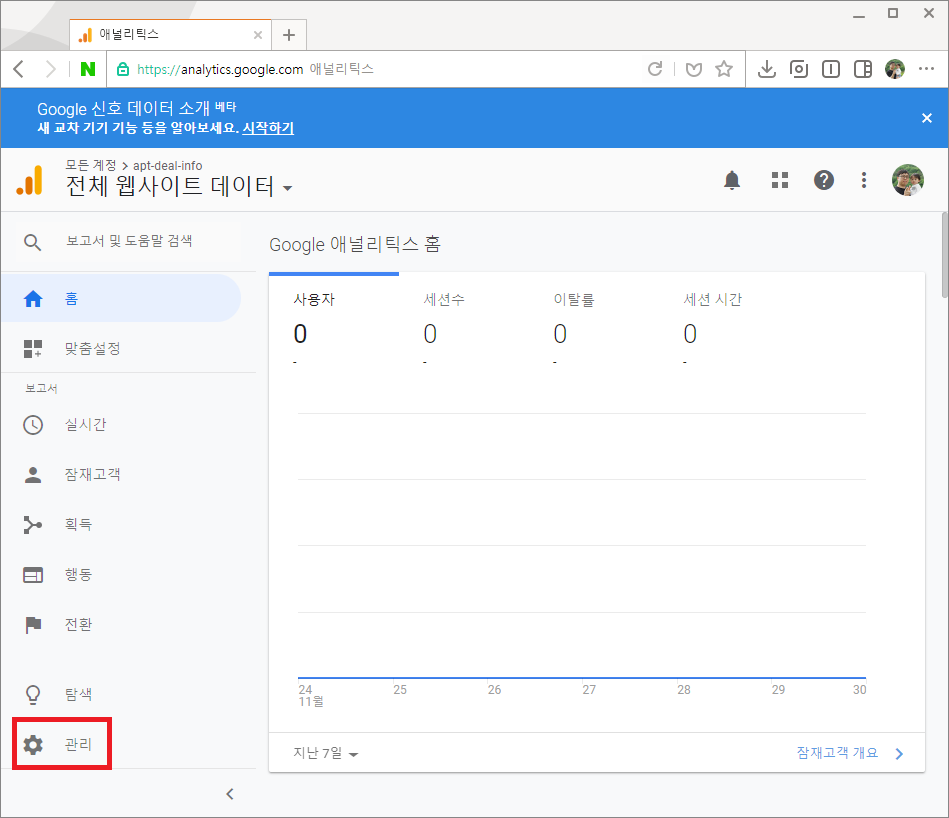 애널리틱스
N https://analytics.google.com 애널리틱스
Google 신호 데이터 소개 베타
새 교차 기기 기능 등을 알아보세요. 시작하기
모든 계정 > apt-deal-info
전체 웹사이트 데이터
보고서 및 도움말 검색
홈
맞춤설정
보고서
실시간
잠재고객
획득
행동
전환
탐색
관리
Google 애널리틱스 홈
사용자 세션수 이탈률 세션 시간
0 0 0 0
- - - -
24 25 26 27 28 29 30
11월
지난 7일
잠재고객 개요